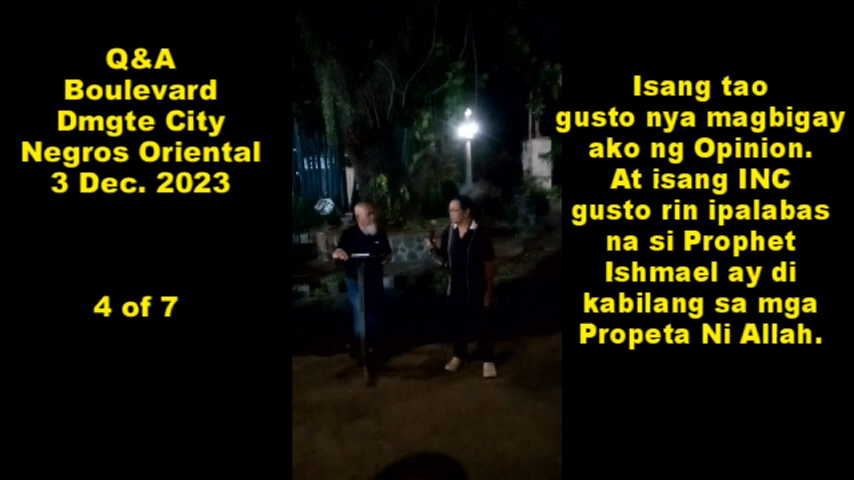 Q&A
Boulevard
Dmgte City
Negros Oriental
3 Dec. 2023
4 of 7
Isang tao
gusto nya magbigay
ako ng Opinion.
At isang INC
gusto rin ipalabas
na si Prophet
Ishmael ay di
kabilang sa mga
Propeta Ni Allah.